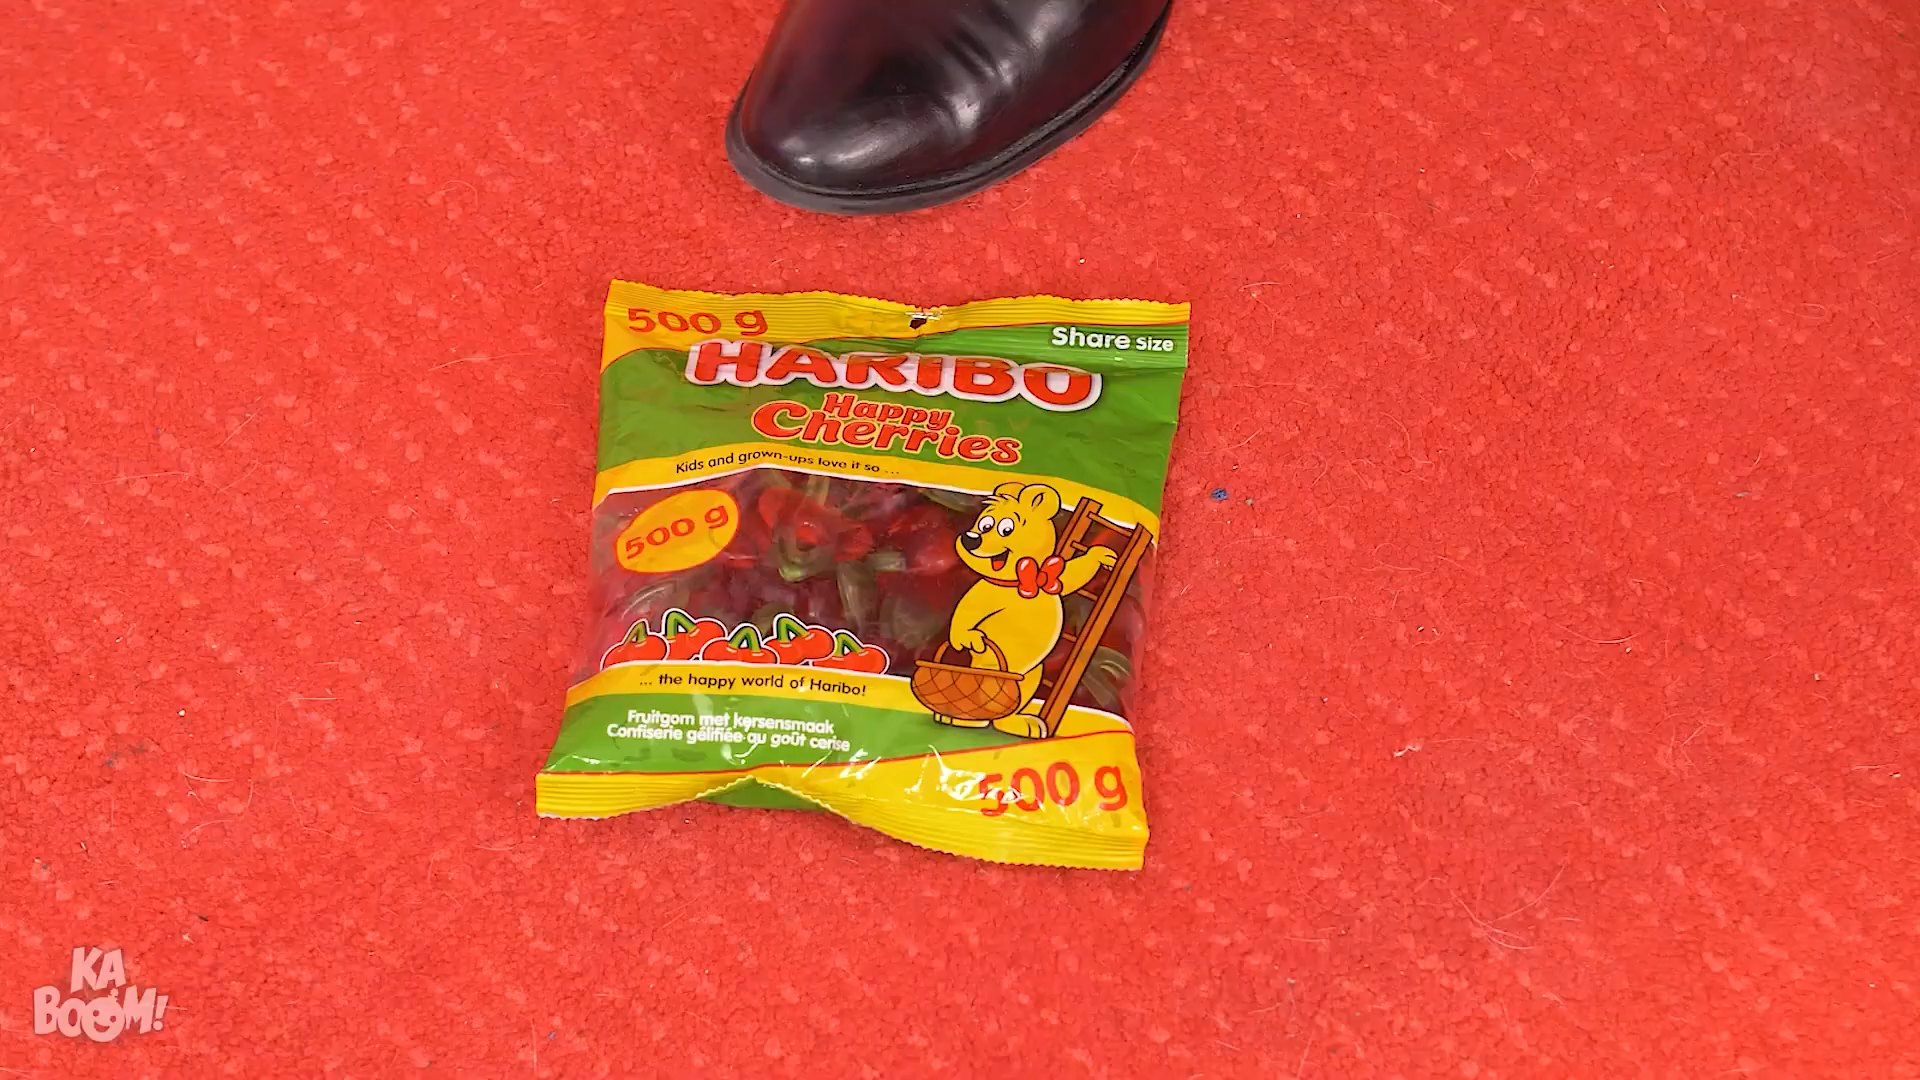 500 g
Share Size
HARIBO
Happy
Cherries
Kids and grown-ups love it so ...
500 g
... the happy world of Haribo!
Fruitgom met kersensmaak
Confiserie gélifiée au goût cerise
500 g
KA
BOOM!